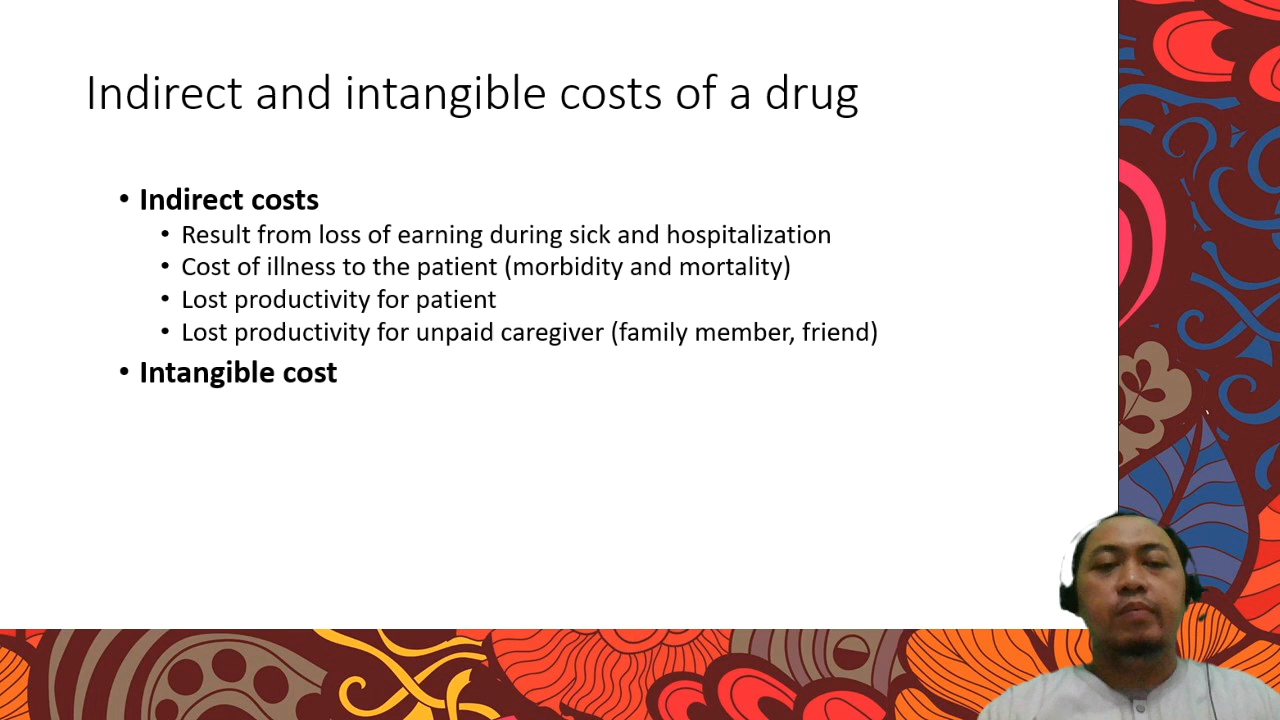 Indirect and intangible costs of a drug
• Indirect costs
• Result from loss of earning during sick and hospitalization
• Cost of illness to the patient (morbidity and mortality)
• Lost productivity for patient
• Lost productivity for unpaid caregiver (family member, friend)
• Intangible cost